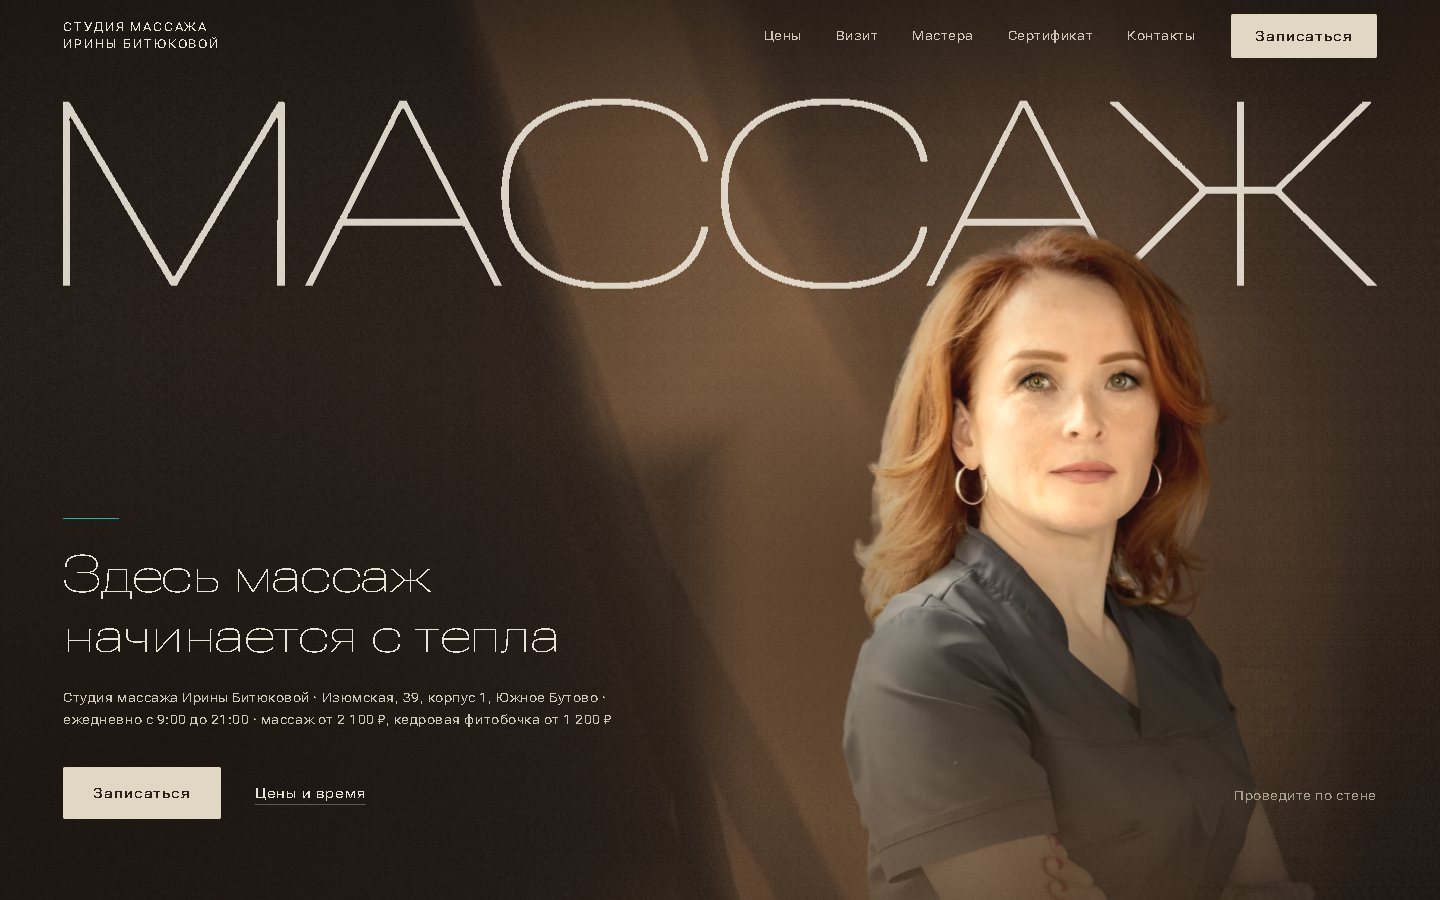 СТУДИЯ МАССАЖА
ИРИНЫ БИТЮКОВОЙ
Цены Визит Мастера Сертификат Контакты Записаться
МАССАЖ
Здесь массаж
начинается с тепла
Студия массажа Ирины Битюковой · Изюмская, 39, корпус 1, Южное Бутово ·
ежедневно с 9:00 до 21:00 · массаж от 2 100 ₽, кедровая фитобочка от 1 200 ₽
Записаться Цены и время
Проведите по стене